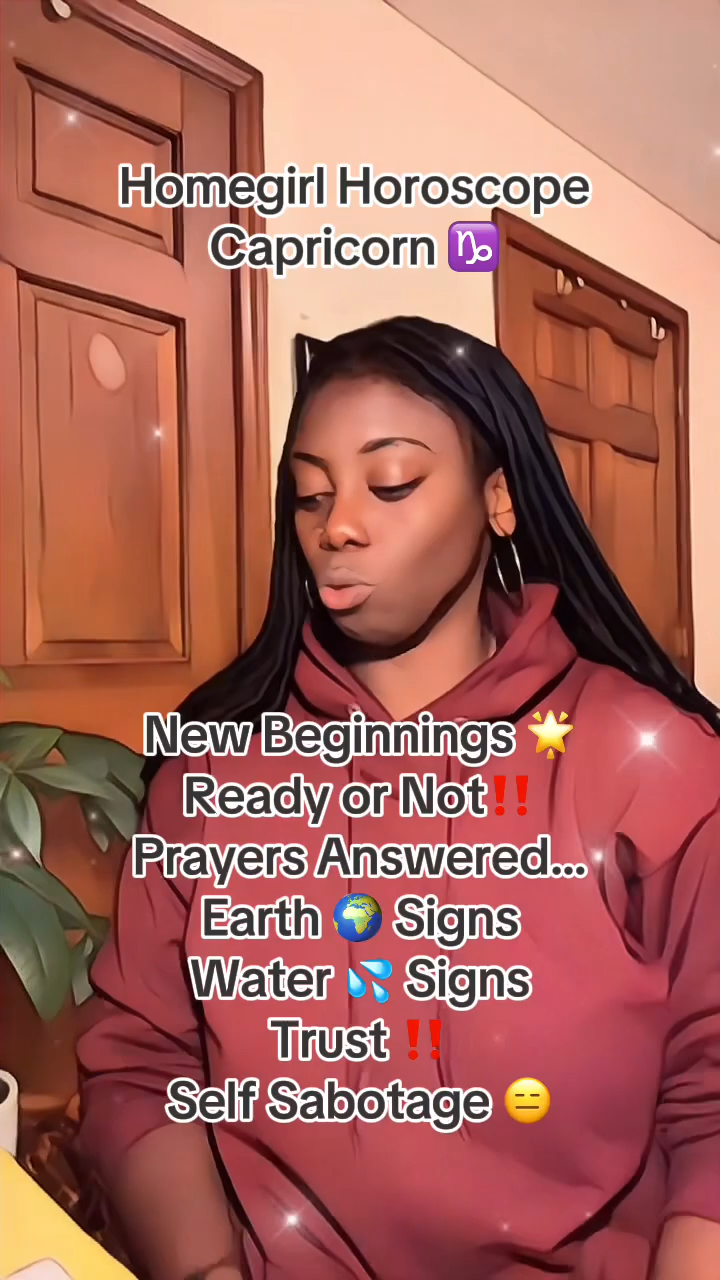 Homegirl Horoscope
Capricorn ♑
New Beginnings 🌟
Ready or Not‼️
Prayers Answered...
Earth 🌍 Signs
Water 💦 Signs
Trust ‼️
Self Sabotage 😑